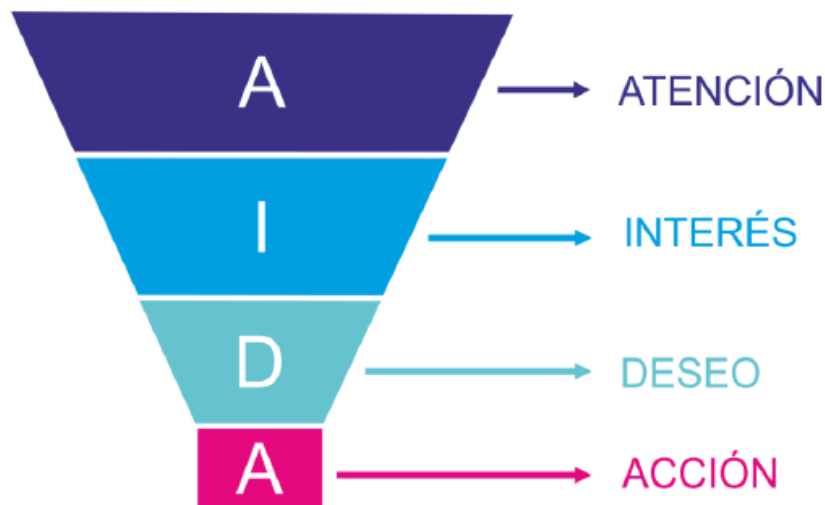 A
ATENCIÓN
I
INTERÉS
D
DESEO
A
ACCIÓN